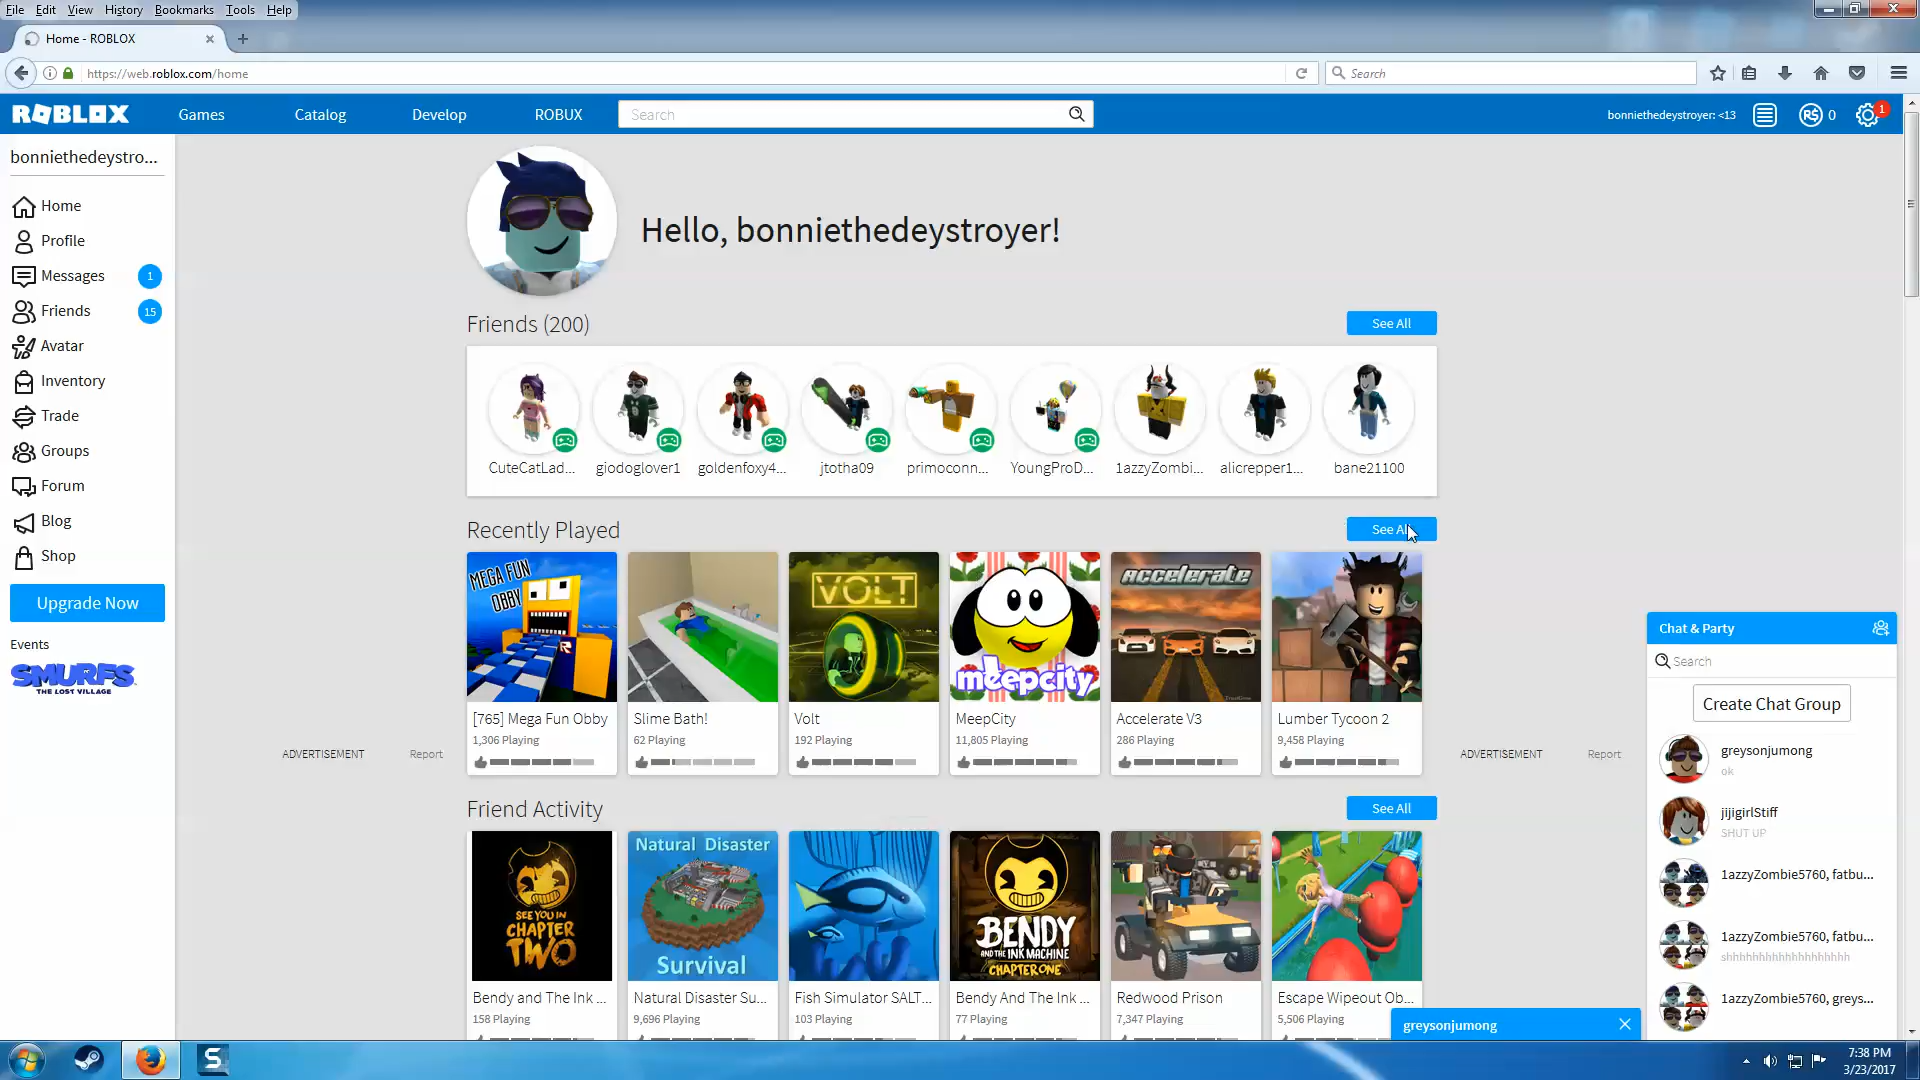 File Edit View History Bookmarks Tools Help
Home - ROBLOX
https://web.roblox.com/home
Search
ROBLOX Games Catalog Develop ROBUX Search bonniethedeystroyer: <13 R$ 0 1
bonniethedeystro...
Home
Profile
Messages 1
Friends 15
Avatar
Inventory
Trade
Groups
Forum
Blog
Shop
Upgrade Now
Events
SMURFS
THE LOST VILLAGE
Hello, bonniethedeystroyer!
Friends (200) See All
CuteCatLad... giodoglover1 goldenfoxy4... jtotha09 primoconn... YoungProD... 1azzyZombi... alicrepper1... bane21100
Recently Played See All
MEGA FUN OBBY
VOLT
meepcity
ACCELERATE
[765] Mega Fun Obby Slime Bath! Volt MeepCity Accelerate V3 Lumber Tycoon 2
1,306 Playing 62 Playing 192 Playing 11,805 Playing 286 Playing 9,458 Playing
ADVERTISEMENT Report
ADVERTISEMENT Report
Friend Activity See All
SEE YOU IN
CHAPTER
TWO
Natural Disaster
Survival
BENDY
AND THE INK MACHINE
CHAPTER ONE
Bendy and The Ink ... Natural Disaster Su... Fish Simulator SALT... Bendy And The Ink ... Redwood Prison Escape Wipeout Ob...
158 Playing 9,696 Playing 103 Playing 77 Playing 7,347 Playing 5,506 Playing
Chat & Party
Search
Create Chat Group
greysonjumong
ok
jijigirlStiff
SHUT UP
1azzyZombie5760, fatbu...
1azzyZombie5760, fatbu...
shhhhhhhhhhhhhhhhhhh
1azzyZombie5760, greys...
greysonjumong
7:38 PM
3/23/2017